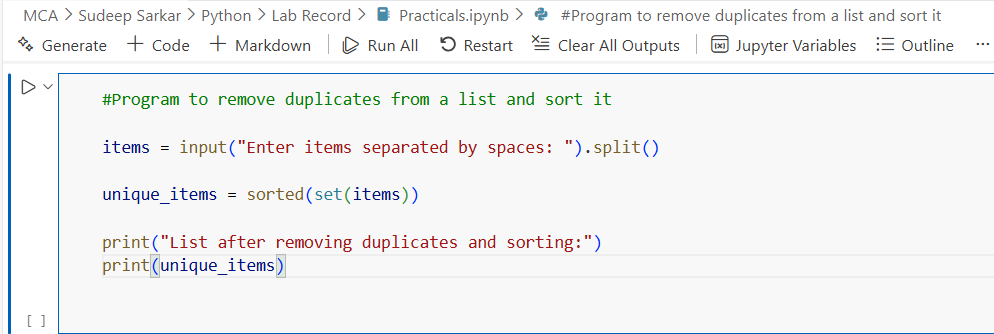 MCA > Sudeep Sarkar > Python > Lab Record > Practicals.ipynb > #Program to remove duplicates from a list and sort it
Generate + Code + Markdown Run All Restart Clear All Outputs Jupyter Variables Outline ...
#Program to remove duplicates from a list and sort it
items = input("Enter items separated by spaces: ").split()
unique_items = sorted(set(items))
print("List after removing duplicates and sorting:")
print(unique_items)
[ ]